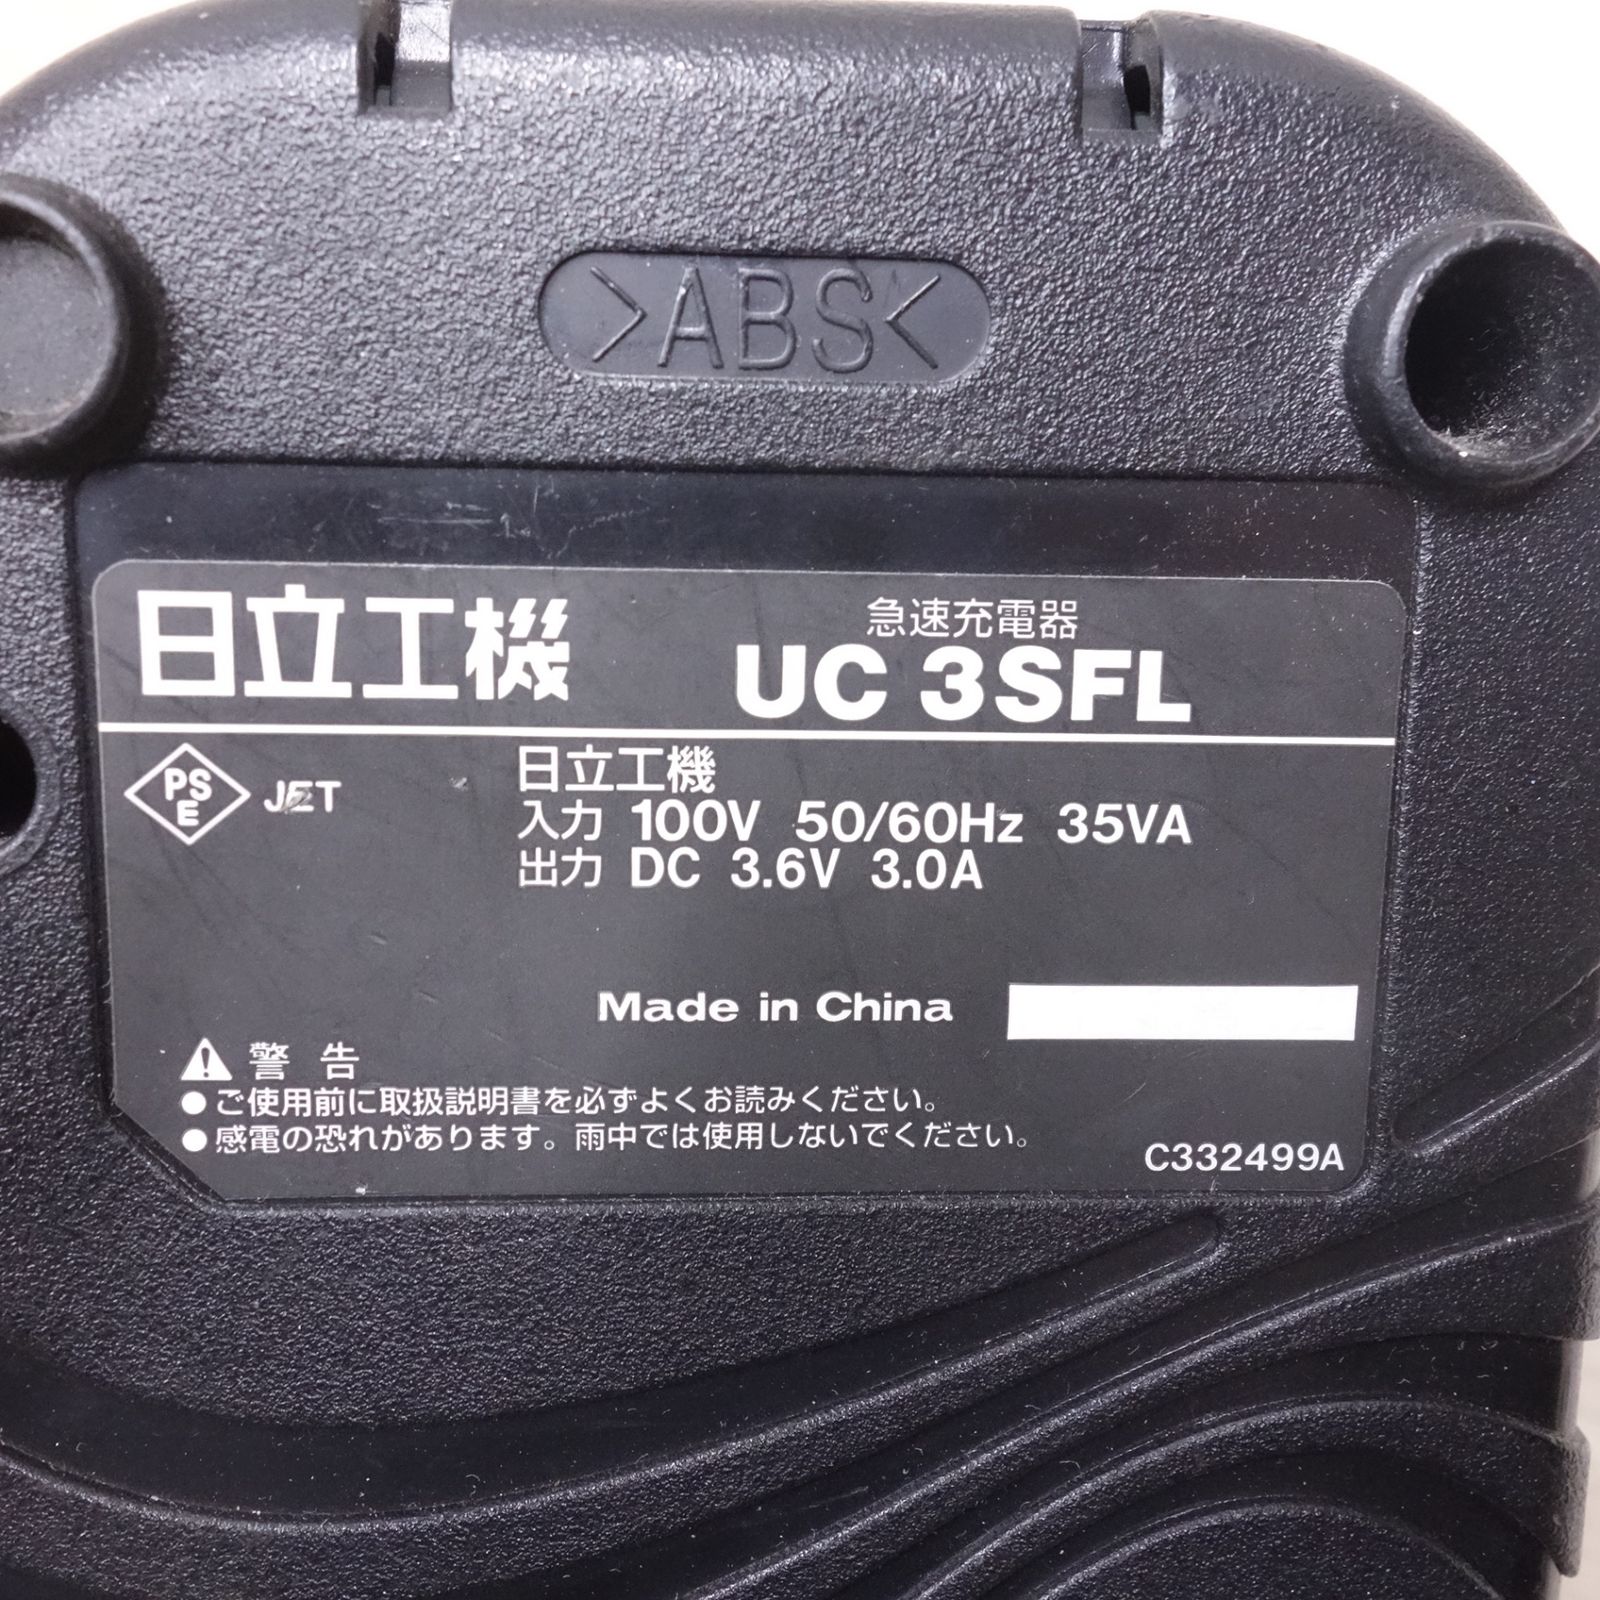 >ABS<
日立工機
急速充電器
UC 3SFL
PS
E
JET
日立工機
入力 100V 50/60Hz 35VA
出力 DC 3.6V 3.0A
Made in China
警告
●ご使用前に取扱説明書を必ずよくお読みください。
●感電の恐れがあります。雨中では使用しないでください。
C332499A